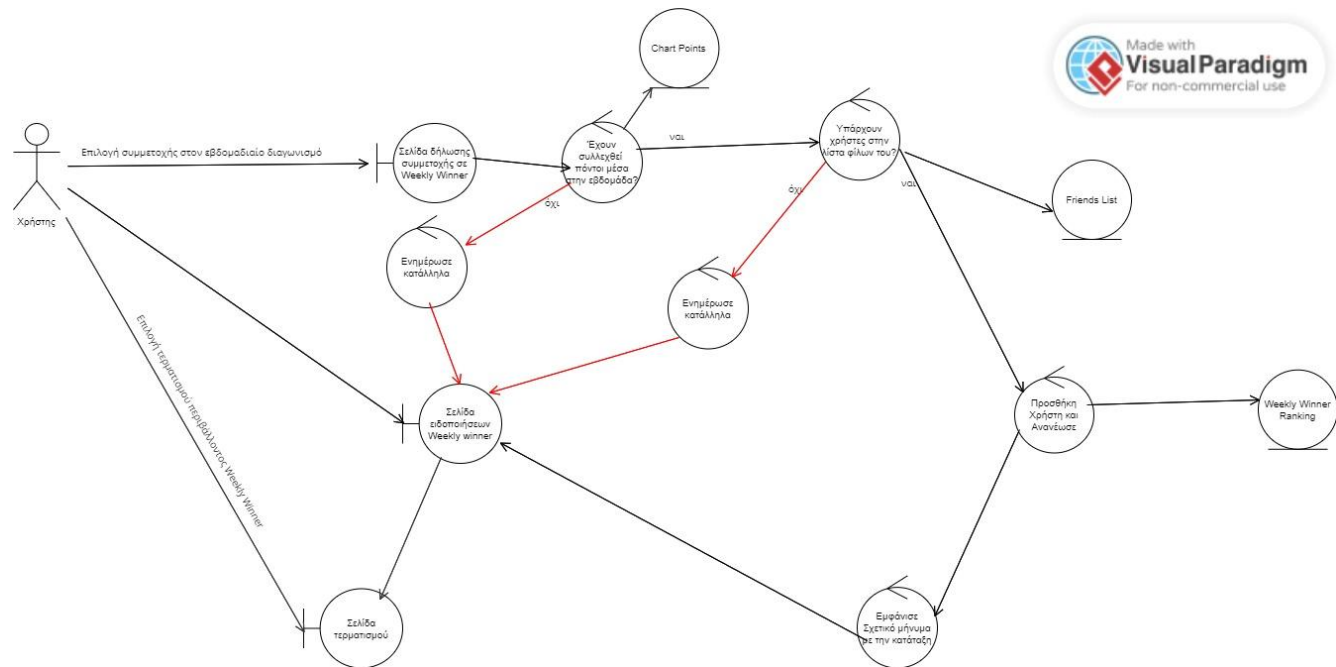 Chart Points
Made with
Visual Paradigm
For non-commercial use
Επιλογή συμμετοχής στον εβδομαδιαίο διαγωνισμό
Σελίδα δήλωσης
συμμετοχής σε
Weekly Winner
Έχουν
συλλεχθεί
πόντοι μέσα
στην εβδομάδα?
ναι
Υπάρχουν
χρήστες στην
λίστα φίλων του?
Χρήστης
όχι
όχι
ναι
Friends List
Ενημέρωσε
κατάλληλα
Ενημέρωσε
κατάλληλα
Επιλογή τερματισμού περιβάλλοντος Weekly Winner
Σελίδα
ειδοποιήσεων
Weekly winner
Προσθήκη
Χρήστη και
Ανανέωσε
Weekly Winner
Ranking
Σελίδα
τερματισμού
Εμφάνισε
Σχετικό μήνυμα
με την κατάταξη